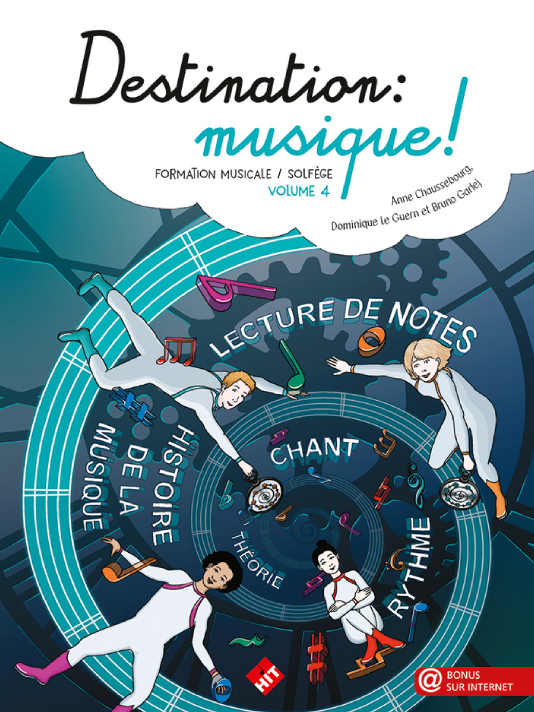 Destination:
musique!
FORMATION MUSICALE / SOLFÈGE
VOLUME 4
Anne Chaussebourg,
Dominique le Guern et Bruno Garlej
LECTURE DE NOTES
CHANT
HISTOIRE
DE LA
MUSIQUE
THÉORIE
RYTHME
HIT
@ BONUS
SUR INTERNET